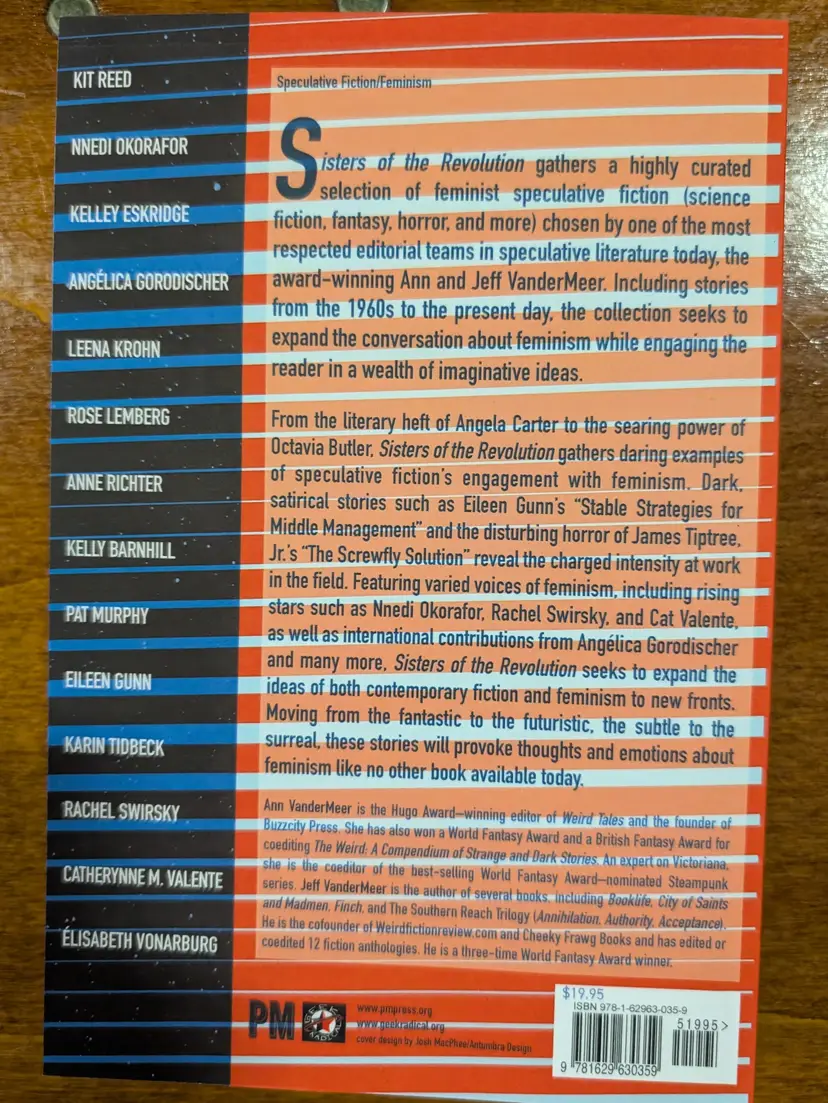 KIT REED
NNEDI OKORAFOR
KELLEY ESKRIDGE
ANGÉLICA GORODISCHER
LEENA KROHN
ROSE LEMBERG
ANNE RICHTER
KELLY BARNHILL
PAT MURPHY
EILEEN GUNN
KARIN TIDBECK
RACHEL SWIRSKY
CATHERYNNE M. VALENTE
ÉLISABETH VONARBURG
Speculative Fiction/Feminism
Sisters of the Revolution gathers a highly curated
selection of feminist speculative fiction (science
fiction, fantasy, horror, and more) chosen by one of the most
respected editorial teams in speculative literature today, the
award-winning Ann and Jeff VanderMeer. Including stories
from the 1960s to the present day, the collection seeks to
expand the conversation about feminism while engaging the
reader in a wealth of imaginative ideas.
From the literary heft of Angela Carter to the searing power of
Octavia Butler, Sisters of the Revolution gathers daring examples
of speculative fiction's engagement with feminism. Dark,
satirical stories such as Eileen Gunn's "Stable Strategies for
Middle Management" and the disturbing horror of James Tiptree,
Jr.'s "The Screwfly Solution" reveal the charged intensity at work
in the field. Featuring varied voices of feminism, including rising
stars such as Nnedi Okorafor, Rachel Swirsky, and Cat Valente,
as well as international contributions from Angélica Gorodischer
and many more, Sisters of the Revolution seeks to expand the
ideas of both contemporary fiction and feminism to new fronts.
Moving from the fantastic to the futuristic, the subtle to the
surreal, these stories will provoke thoughts and emotions about
feminism like no other book available today.
Ann VanderMeer is the Hugo Award—winning editor of Weird Tales and the founder of
Buzzcity Press. She has also won a World Fantasy Award and a British Fantasy Award for
coediting The Weird: A Compendium of Strange and Dark Stories. An expert on Victoriana,
she is the coeditor of the best-selling World Fantasy Award—nominated Steampunk
series. Jeff VanderMeer is the author of several books, including Booklife, City of Saints
and Madmen, Finch, and The Southern Reach Trilogy (Annihilation, Authority, Acceptance).
He is the cofounder of Weirdfictionreview.com and Cheeky Frawg Books and has edited or
coedited 12 fiction anthologies. He is a three-time World Fantasy Award winner.
PM
www.pmpress.org
www.geekradical.org
cover design by Josh MacPhee/Antumbra Design
$19.95
ISBN 978-1-62963-035-9
51995>
9 781629 630359